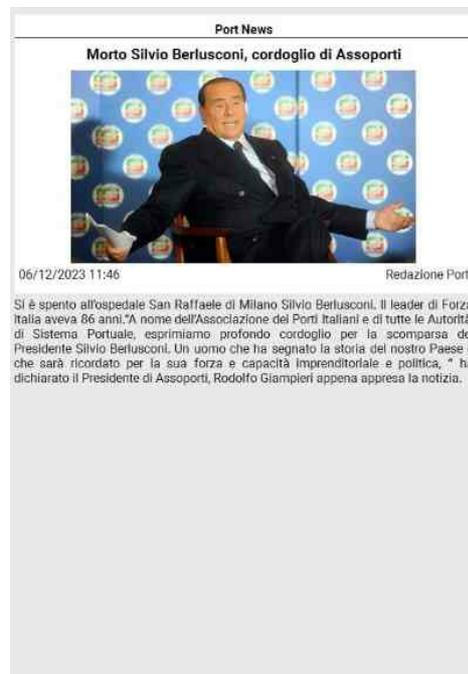 Port News
Morto Silvio Berlusconi, cordoglio di Assoporti
06/12/2023 11:46
Redazione Port
Si è spento all'ospedale San Raffaele di Milano Silvio Berlusconi. Il leader di Forza
Italia aveva 86 anni."A nome dell'Associazione dei Porti Italiani e di tutte le Autorità
di Sistema Portuale, esprimiamo profondo cordoglio per la scomparsa de
Presidente Silvio Berlusconi. Un uomo che ha segnato la storia del nostro Paese
che sarà ricordato per la sua forza e capacità imprenditoriale e politica, " ha
dichiarato il Presidente di Assoporti, Rodolfo Giampieri appena appresa la notizia.